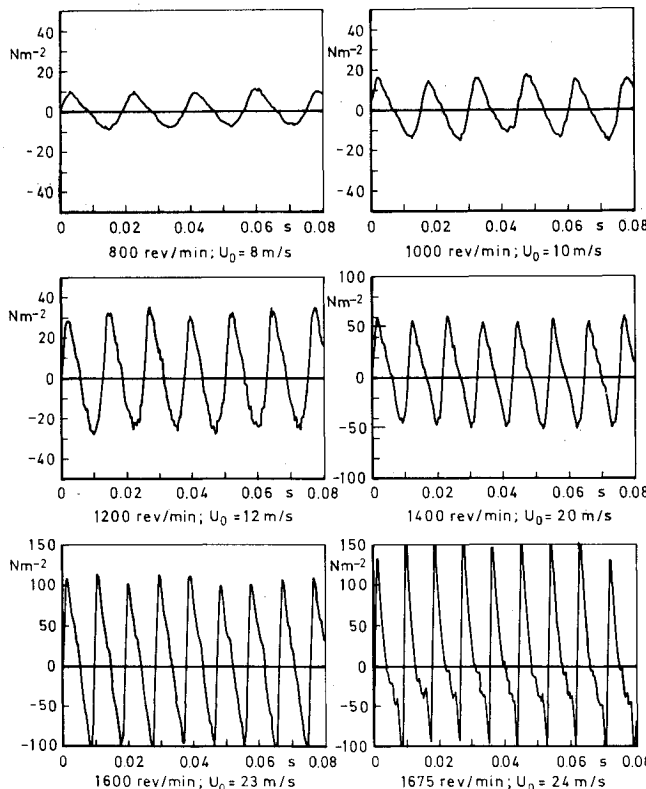 Nm-2
40
20
0
-20
-40
0 0.02 0.04 0.06 s 0.08
800 rev/min; U0 = 8 m/s
Nm-2
40
20
0
-20
-40
0 0.02 0.04 0.06 s 0.08
1000 rev/min; U0 = 10 m/s
Nm-2
40
20
0
-20
-40
0 0.02 0.04 0.06 s 0.08
1200 rev/min; U0 = 12 m/s
100
Nm-2
50
0
-50
-100
0 0.02 0.04 0.06 s 0.08
1400 rev/min; U0 = 20 m/s
150
Nm-2
100
50
0
-50
-100
0 0.02 0.04 0.06 s 0.08
1600 rev/min; U0 = 23 m/s
150
Nm-2
100
50
0
-50
-100
0 0.02 0.04 0.06 s 0.08
1675 rev/min; U0 = 24 m/s